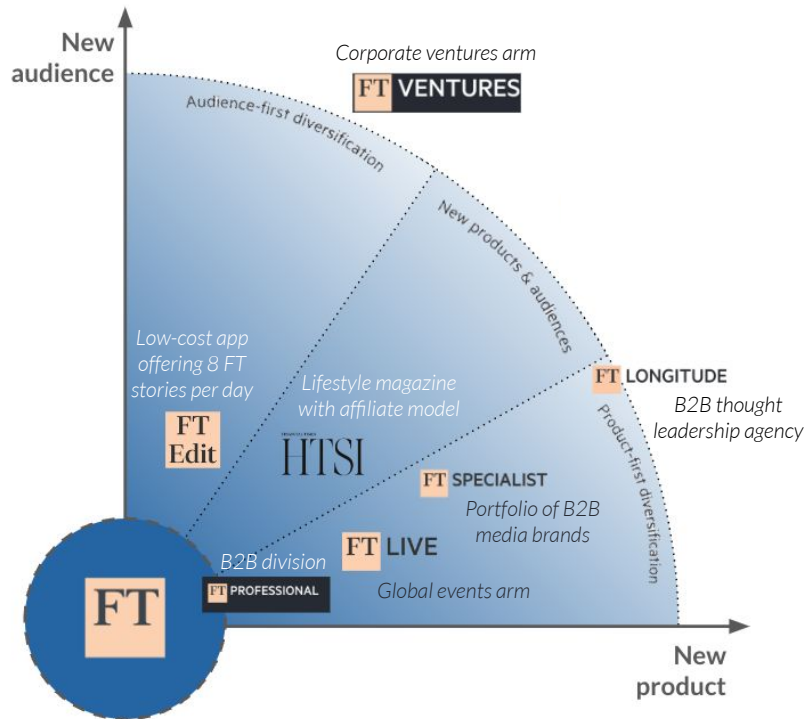 New
audience
Corporate ventures arm
FT VENTURES
Audience-first diversification
New products & audiences
Low-cost app
offering 8 FT
stories per day
FT
Edit
Lifestyle magazine
with affiliate model
HTSI
FT LONGITUDE
B2B thought
leadership agency
Product-first diversification
FT SPECIALIST
Portfolio of B2B
media brands
FT LIVE
Global events arm
B2B division
FT PROFESSIONAL
FT
New
product